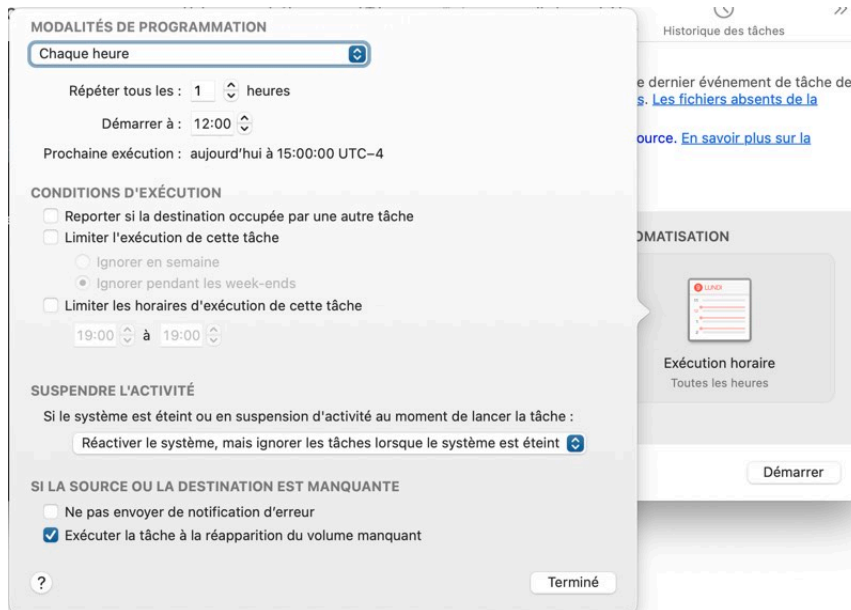 MODALITÉS DE PROGRAMMATION
Chaque heure
Répéter tous les : 1 heures
Démarrer à : 12:00
Prochaine exécution : aujourd'hui à 15:00:00 UTC−4
CONDITIONS D'EXÉCUTION
Reporter si la destination occupée par une autre tâche
Limiter l'exécution de cette tâche
Ignorer en semaine
Ignorer pendant les week-ends
Limiter les horaires d'exécution de cette tâche
19:00 à 19:00
SUSPENDRE L'ACTIVITÉ
Si le système est éteint ou en suspension d'activité au moment de lancer la tâche :
Réactiver le système, mais ignorer les tâches lorsque le système est éteint
SI LA SOURCE OU LA DESTINATION EST MANQUANTE
Ne pas envoyer de notification d'erreur
Exécuter la tâche à la réapparition du volume manquant
?
Terminé
Historique des tâches
e dernier événement de tâche de
s. Les fichiers absents de la
ource. En savoir plus sur la
OMATISATION
LUNDI
Exécution horaire
Toutes les heures
Démarrer